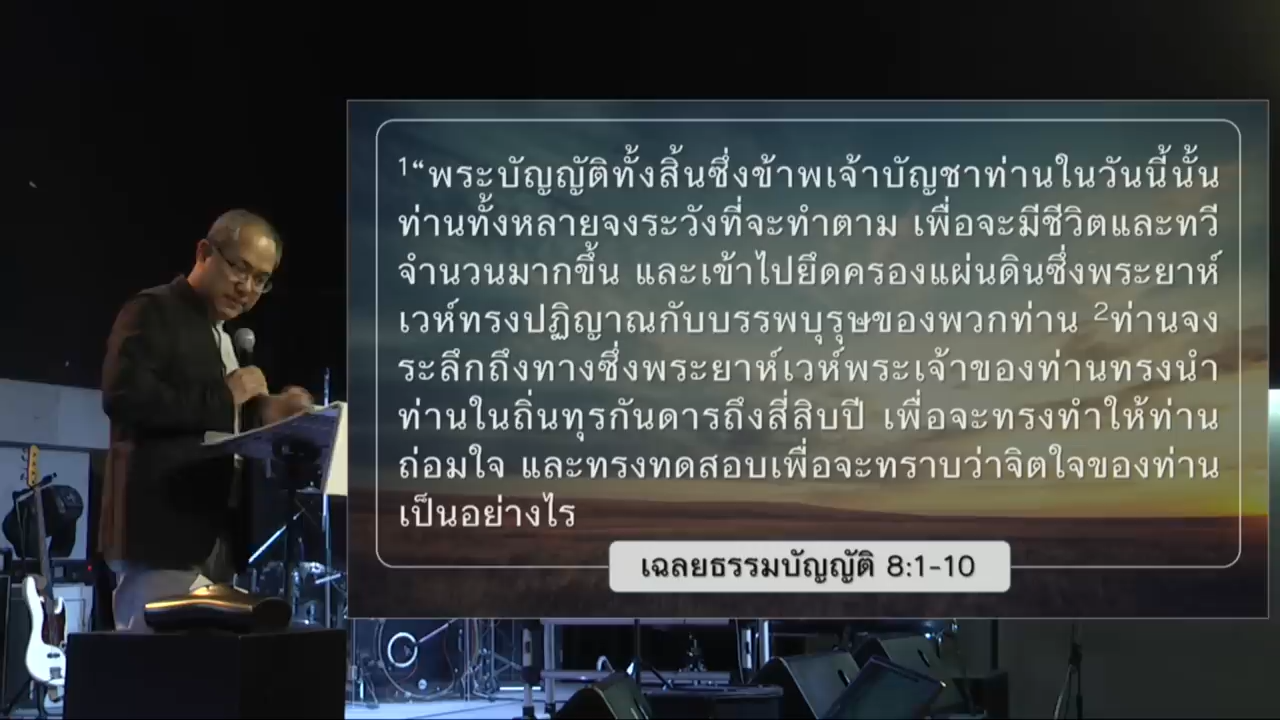 ¹“พระบัญญัติทั้งสิ้นซึ่งข้าพเจ้าบัญชาท่านในวันนี้นั้น
ท่านทั้งหลายจงระวังที่จะทำตาม เพื่อจะมีชีวิตและทวี
จำนวนมากขึ้น และเข้าไปยึดครองแผ่นดินซึ่งพระยาห์
เวห์ทรงปฏิญาณกับบรรพบุรุษของพวกท่าน ²ท่านจง
ระลึกถึงทางซึ่งพระยาห์เวห์พระเจ้าของท่านทรงนำ
ท่านในถิ่นทุรกันดารถึงสี่สิบปี เพื่อจะทรงทำให้ท่าน
ถ่อมใจ และทรงทดสอบเพื่อจะทราบว่าจิตใจของท่าน
เป็นอย่างไร
เฉลยธรรมบัญญัติ 8:1-10